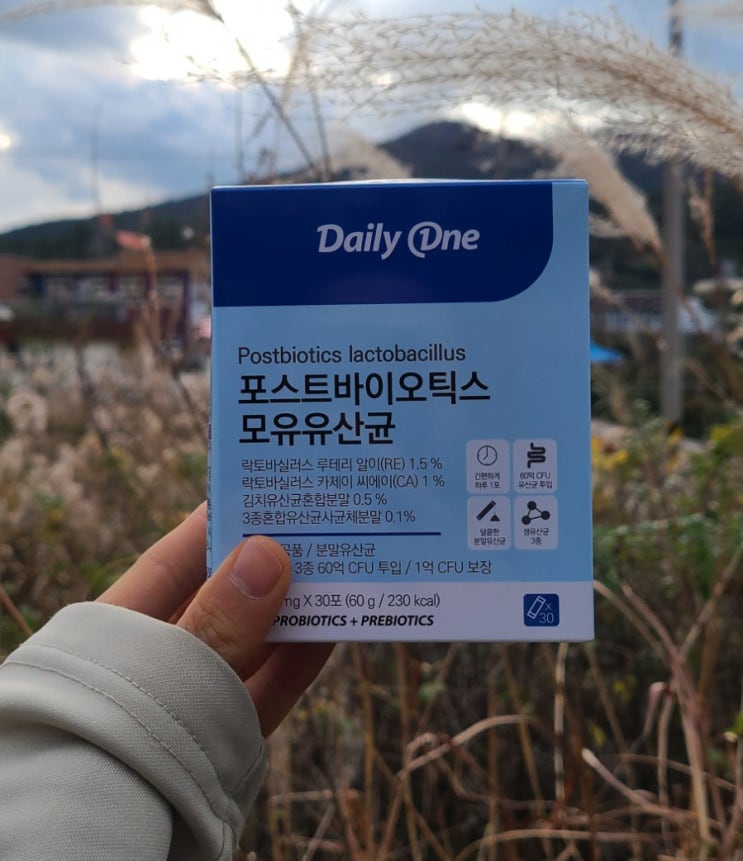 Daily One
Postbiotics lactobacillus
포스트바이오틱스
모유유산균
락토바실러스 루테리 알이(RE) 1.5 %
락토바실러스 카제이 씨에이(CA) 1 %
김치유산균혼합분말 0.5 %
3종혼합유산균사균체분말 0.1%
간편하게
하루 1포
60억 CFU
유산균 투입
달콤한
분말유산균
생유산균
3종
/ 분말유산균
3종 60억 CFU 투입 / 1억 CFU 보장
mg X 30포 (60 g / 230 kcal)
PROBIOTICS + PREBIOTICS
X
30